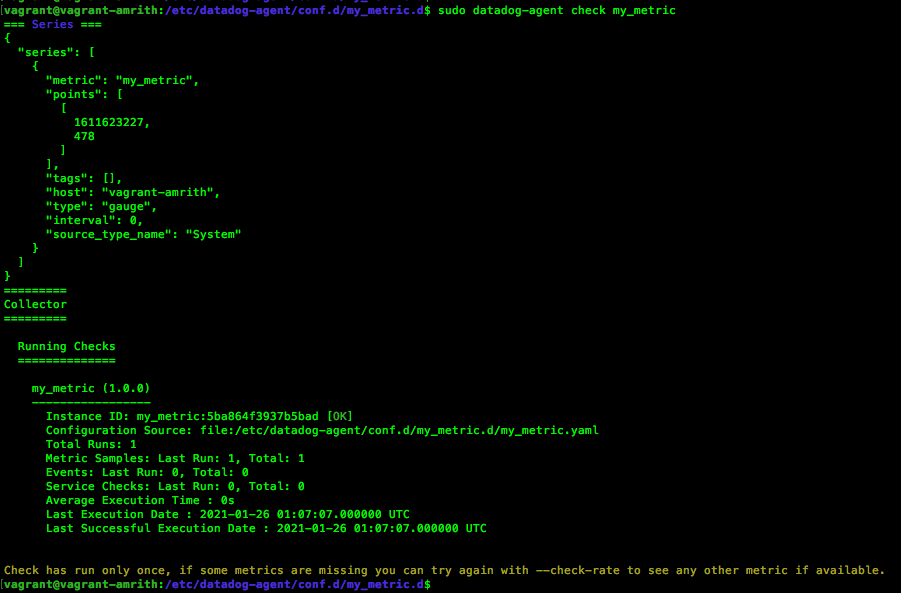 [vagrant@vagrant-amrith:/etc/datadog-agent/conf.d/my_metric.d$ sudo datadog-agent check my_metric
=== Series ===
{
  "series": [
    {
      "metric": "my_metric",
      "points": [
        [
          1611623227,
          478
        ]
      ],
      "tags": [],
      "host": "vagrant-amrith",
      "type": "gauge",
      "interval": 0,
      "source_type_name": "System"
    }
  ]
}
=========
Collector
=========

  Running Checks
  ==============

    my_metric (1.0.0)
    -----------------
      Instance ID: my_metric:5ba864f3937b5bad [OK]
      Configuration Source: file:/etc/datadog-agent/conf.d/my_metric.d/my_metric.yaml
      Total Runs: 1
      Metric Samples: Last Run: 1, Total: 1
      Events: Last Run: 0, Total: 0
      Service Checks: Last Run: 0, Total: 0
      Average Execution Time : 0s
      Last Execution Date : 2021-01-26 01:07:07.000000 UTC
      Last Successful Execution Date : 2021-01-26 01:07:07.000000 UTC

Check has run only once, if some metrics are missing you can try again with --check-rate to see any other metric if available.
[vagrant@vagrant-amrith:/etc/datadog-agent/conf.d/my_metric.d$